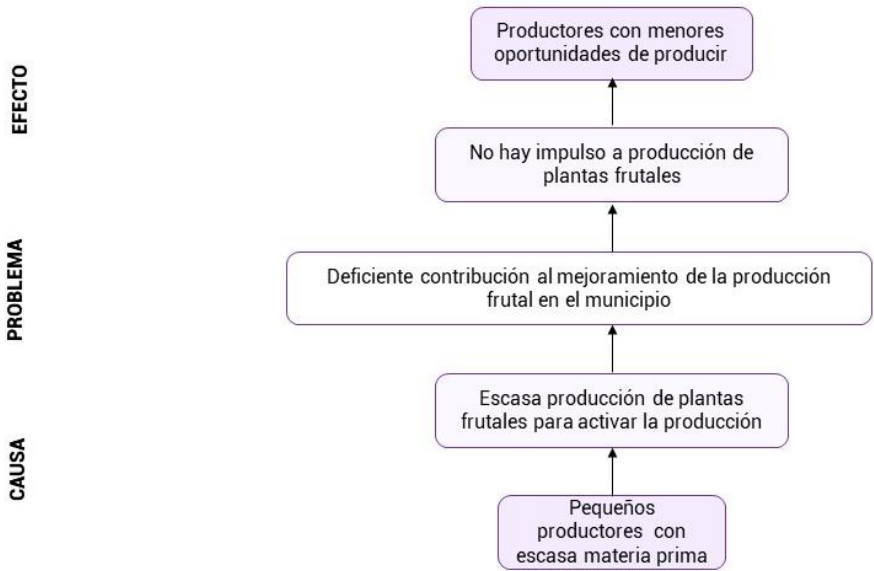 EFECTO
Productores con menores
oportunidades de producir
No hay impulso a producción de
plantas frutales
PROBLEMA
Deficiente contribución al mejoramiento de la producción
frutal en el municipio
CAUSA
Escasa producción de plantas
frutales para activar la producción
Pequeños
productores con
escasa materia prima